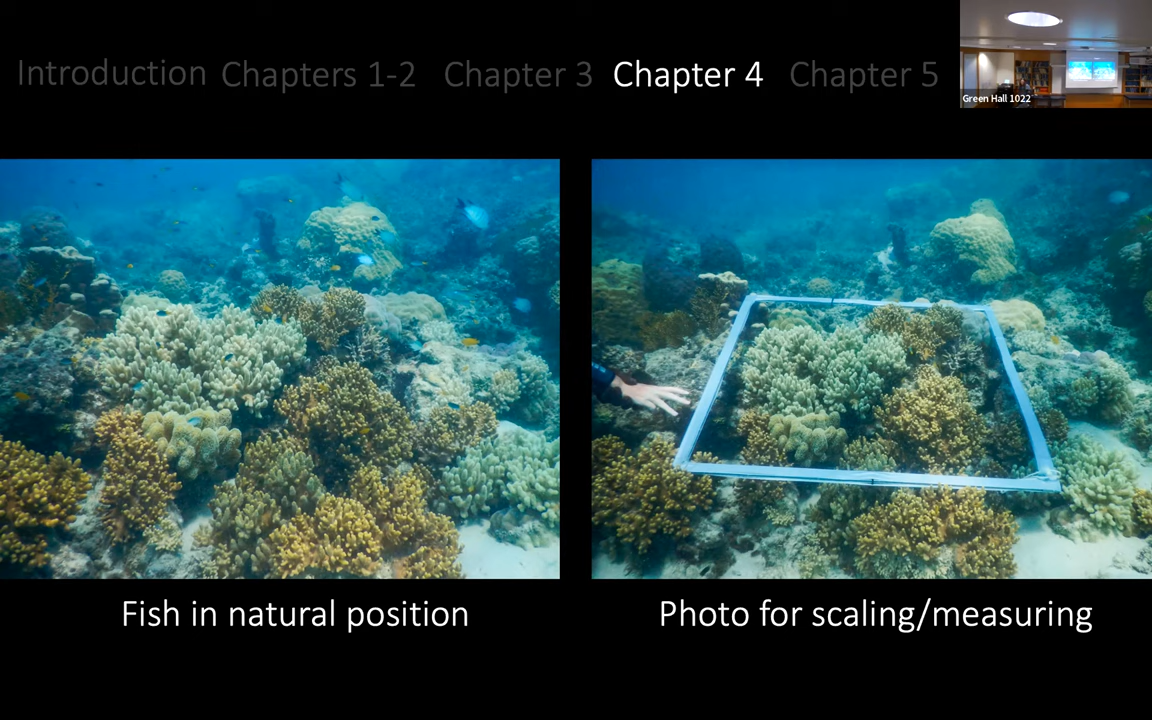 Introduction Chapters 1-2 Chapter 3 Chapter 4 Chapter 5
Green Hall 1022
Fish in natural position
Photo for scaling/measuring